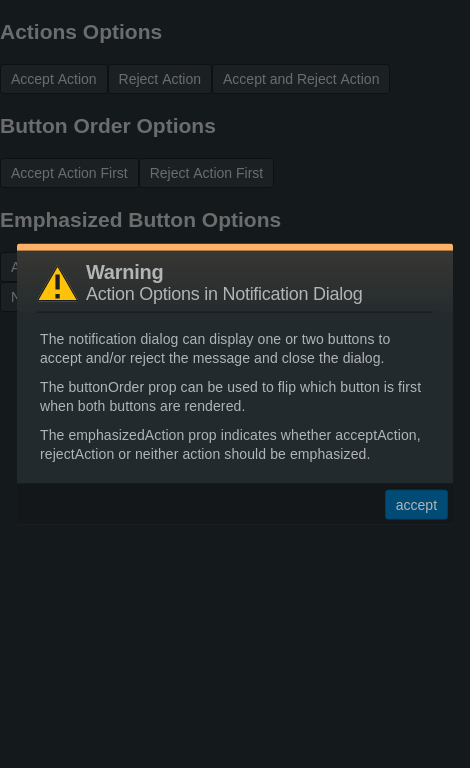 Actions Options
Accept Action Reject Action Accept and Reject Action
Button Order Options
Accept Action First Reject Action First
Emphasized Button Options
Warning
Action Options in Notification Dialog
The notification dialog can display one or two buttons to
accept and/or reject the message and close the dialog.
The buttonOrder prop can be used to flip which button is first
when both buttons are rendered.
The emphasizedAction prop indicates whether acceptAction,
rejectAction or neither action should be emphasized.
accept